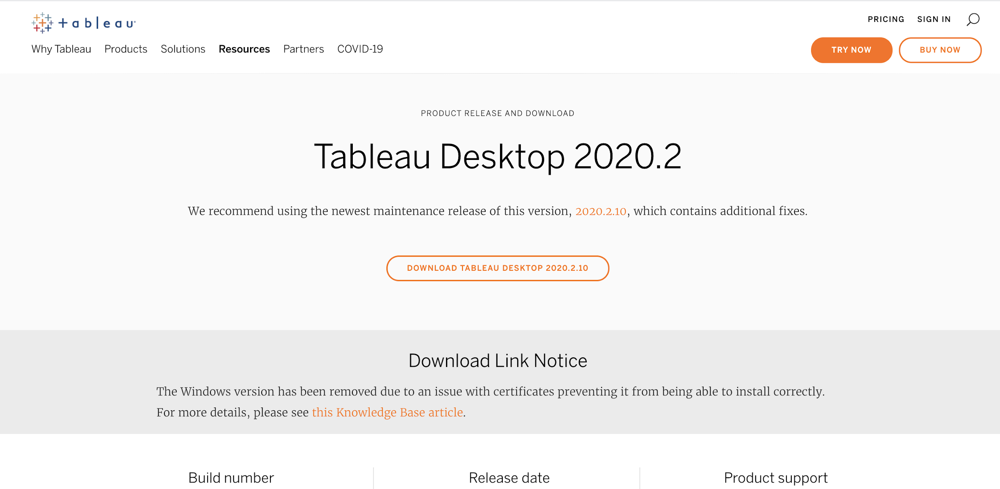 +ableau
PRICING SIGN IN
Why Tableau Products Solutions Resources Partners COVID-19
TRY NOW BUY NOW
PRODUCT RELEASE AND DOWNLOAD
Tableau Desktop 2020.2
We recommend using the newest maintenance release of this version, 2020.2.10, which contains additional fixes.
DOWNLOAD TABLEAU DESKTOP 2020.2.10
Download Link Notice
The Windows version has been removed due to an issue with certificates preventing it from being able to install correctly.
For more details, please see this Knowledge Base article.
Build number Release date Product support